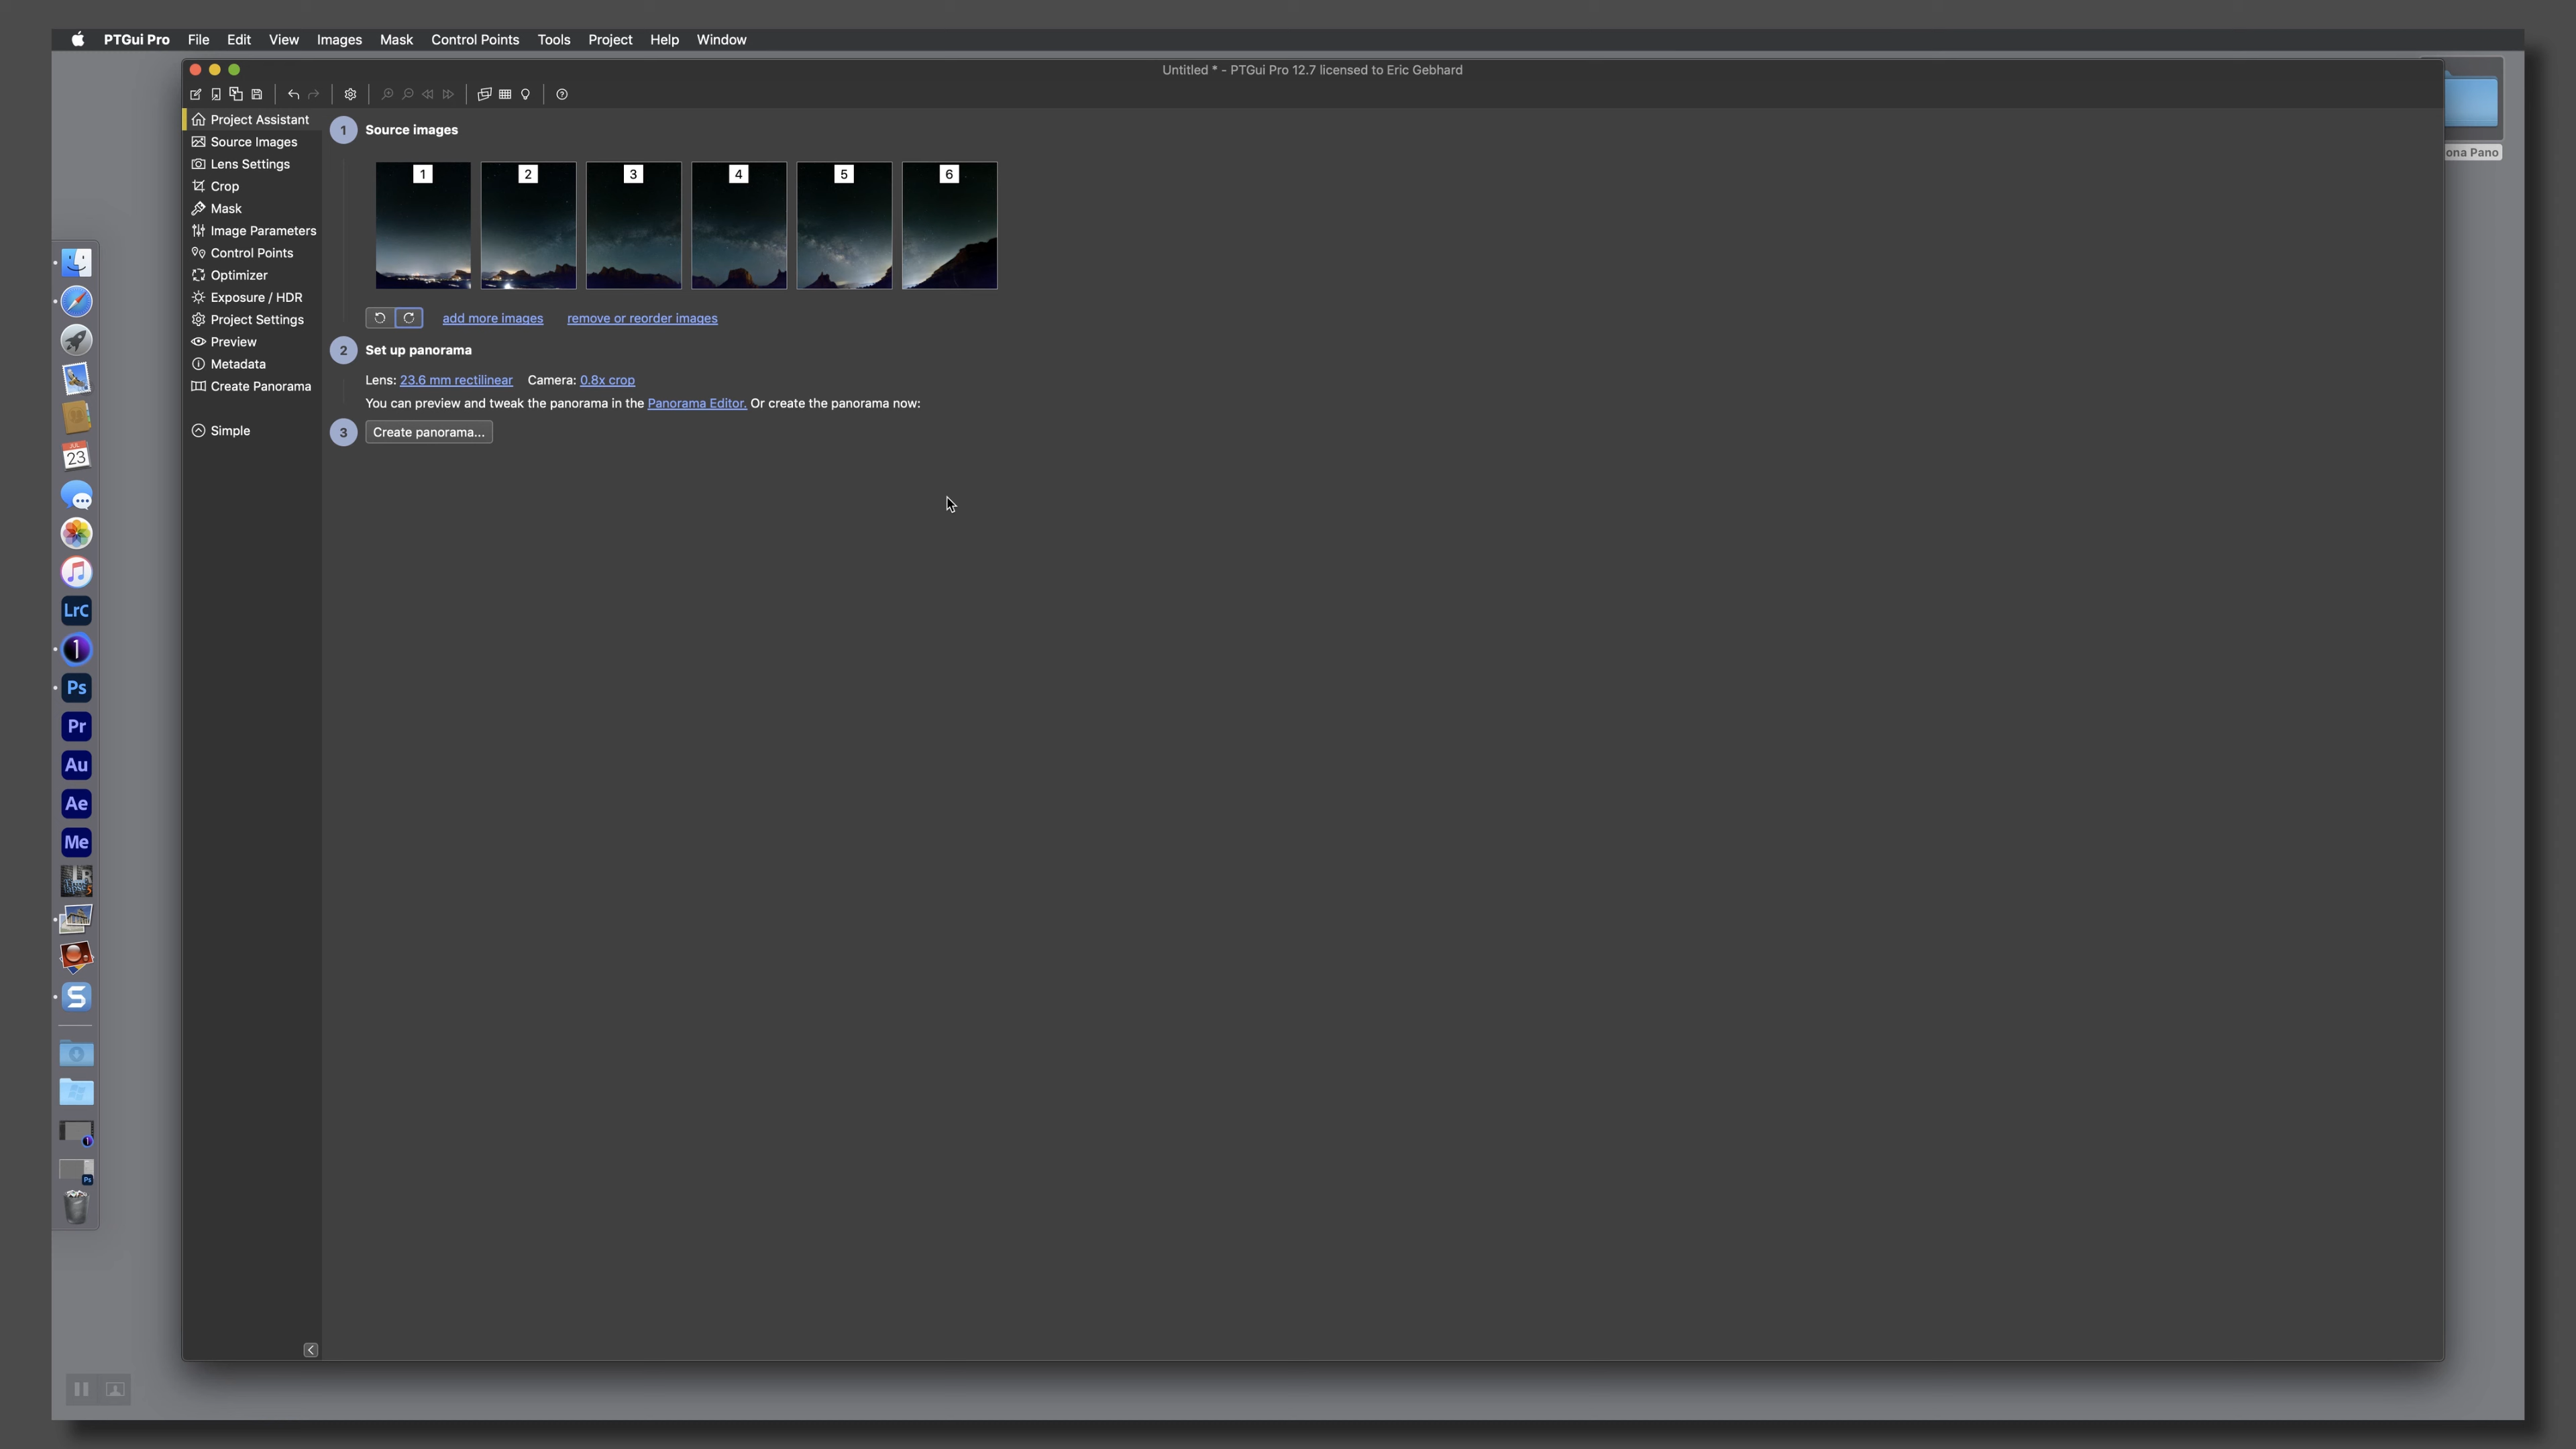 PTGui Pro File Edit View Images Mask Control Points Tools Project Help Window
Untitled * - PTGui Pro 12.7 licensed to Eric Gebhard
Project Assistant
Source Images
Lens Settings
Crop
Mask
Image Parameters
Control Points
Optimizer
Exposure / HDR
Project Settings
Preview
Metadata
Create Panorama
Simple
1 Source images
1 2 3 4 5 6
add more images remove or reorder images
2 Set up panorama
Lens: 23.6 mm rectilinear Camera: 0.8x crop
You can preview and tweak the panorama in the Panorama Editor. Or create the panorama now:
3 Create panorama...
ona Pano
JUL
23
LrC
1
Ps
Pr
Au
Ae
Me
LR
5
S
Ps